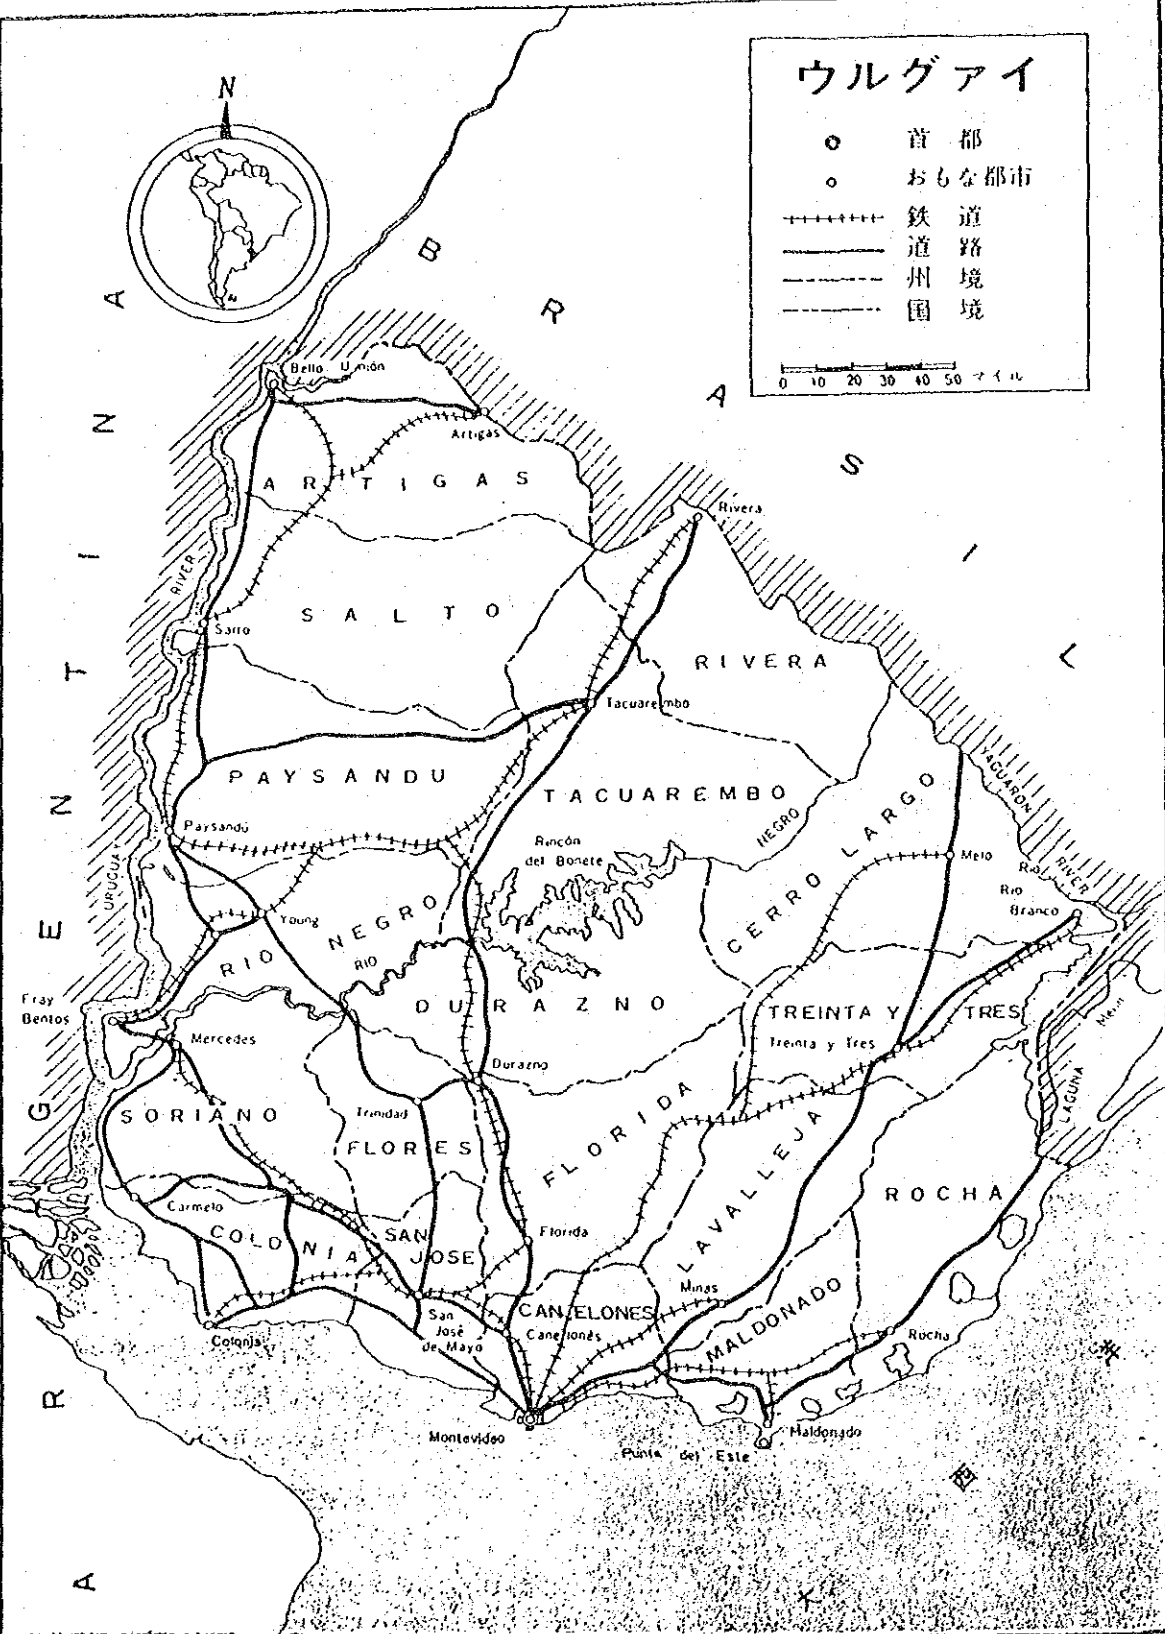 ウルグァイ
首都
おもな都市
鉄道
道路
州境
国境
0 10 20 30 40 50 マイル
N
BRASIL
ARGENTINA
Bello Unión
Artigas
ARTIGAS
Rivera
RIVER
SALTO
Sarro
RIVERA
Tacuarembo
PAYSANDU
TACUAREMBO
YAGUARON
Paysandú
NEGRO
CERRO LARGO
Rincón
del Bonete
Melo
RIVER
Rio
Branco
URUGUAY
Young
RIO NEGRO
RIO
DURAZNO
Fray
Bentos
Mercedes
TREINTA Y TRES
Treinta y Tres
Merin
LAGUNA
Durazno
SORIANO
Trinidad
FLORES
FLORIDA
LAVALLEJA
ROCHA
Carmelo
COLONIA
SAN
JOSE
Florida
Minas
CANELONES
MALDONADO
San
José
de Mayo
Canelones
Colonia
Rocha
Montevideo
Maldonado
Punta del Este
大西洋